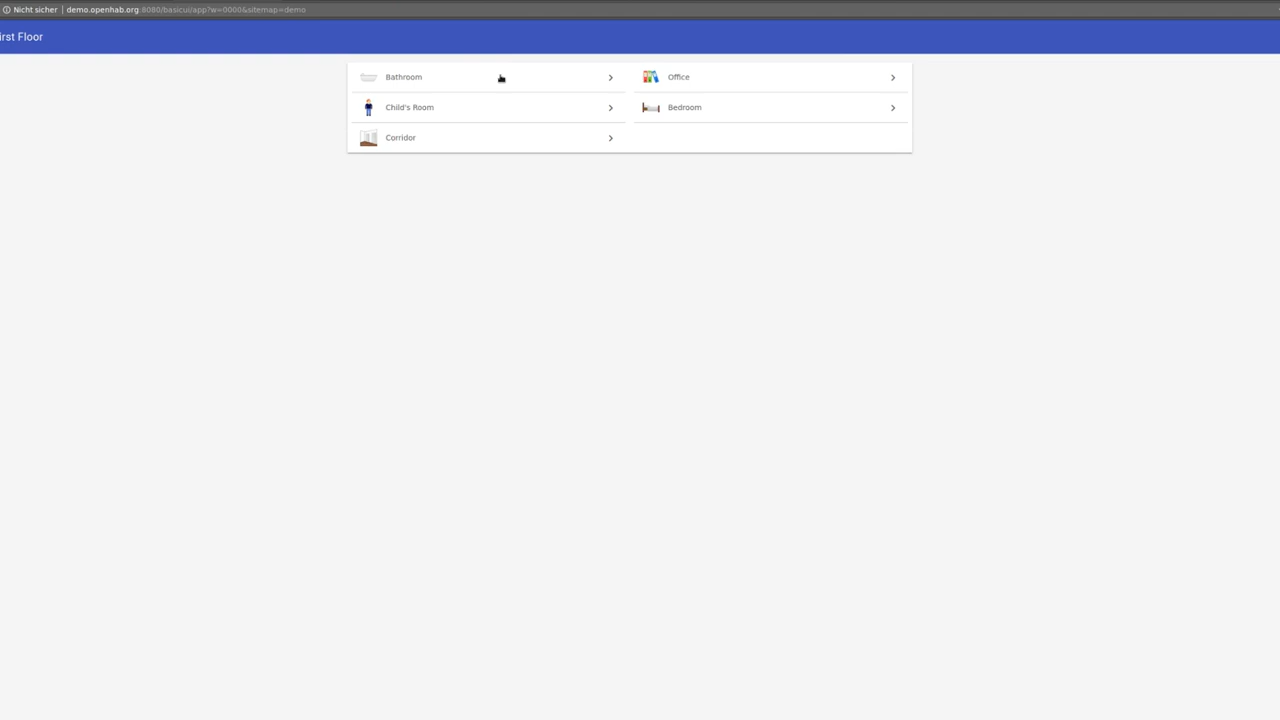 Nicht sicher | demo.openhab.org:8080/basicui/app?w=0000&sitemap=demo
irst Floor
Bathroom
Office
Child's Room
Bedroom
Corridor